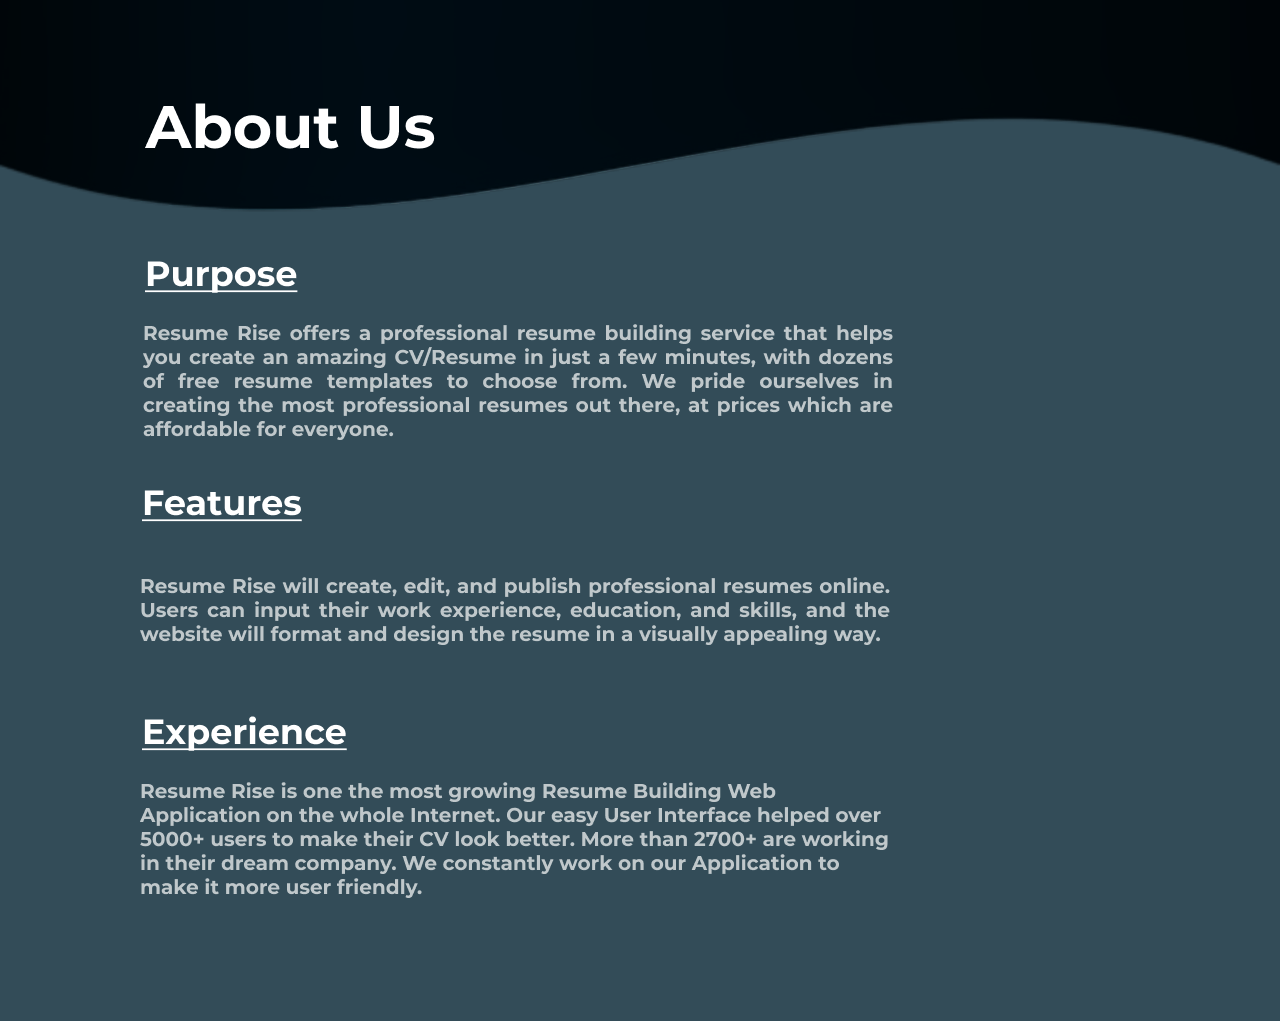 About Us
Purpose
Resume Rise offers a professional resume building service that helps
you create an amazing CV/Resume in just a few minutes, with dozens
of free resume templates to choose from. We pride ourselves in
creating the most professional resumes out there, at prices which are
affordable for everyone.
Features
Resume Rise will create, edit, and publish professional resumes online.
Users can input their work experience, education, and skills, and the
website will format and design the resume in a visually appealing way.
Experience
Resume Rise is one the most growing Resume Building Web
Application on the whole Internet. Our easy User Interface helped over
5000+ users to make their CV look better. More than 2700+ are working
in their dream company. We constantly work on our Application to
make it more user friendly.